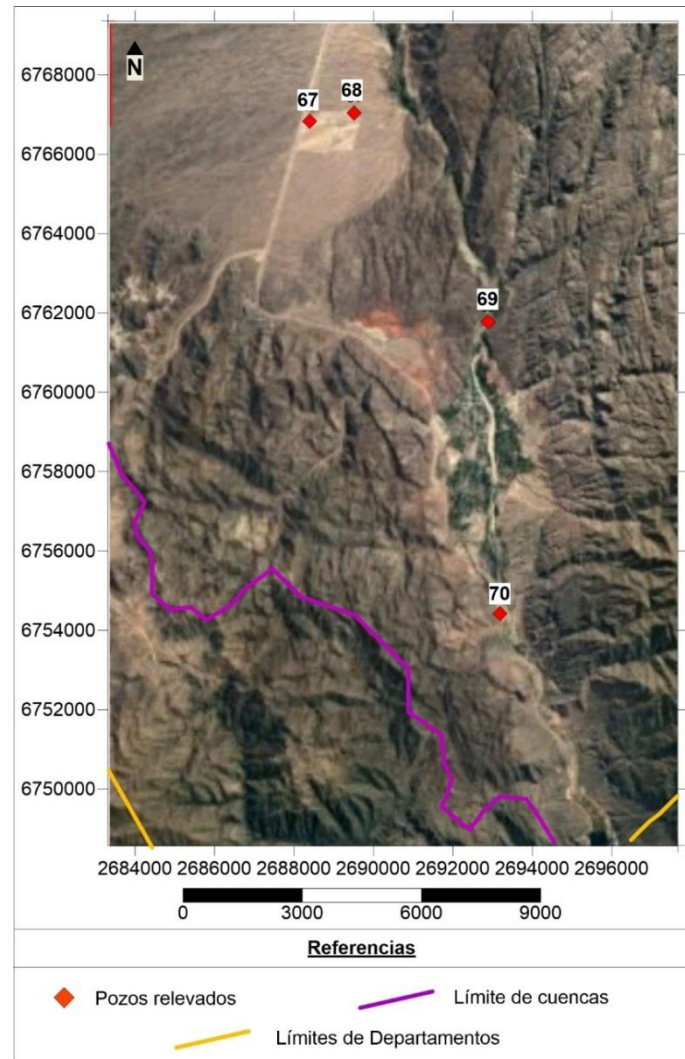 N
6768000
67
68
6766000
6764000
6762000
69
6760000
6758000
6756000
70
6754000
6752000
6750000
2684000 2686000 2688000 2690000 2692000 2694000 2696000
0 3000 6000 9000
Referencias
Pozos relevados
Límite de cuencas
Límites de Departamentos